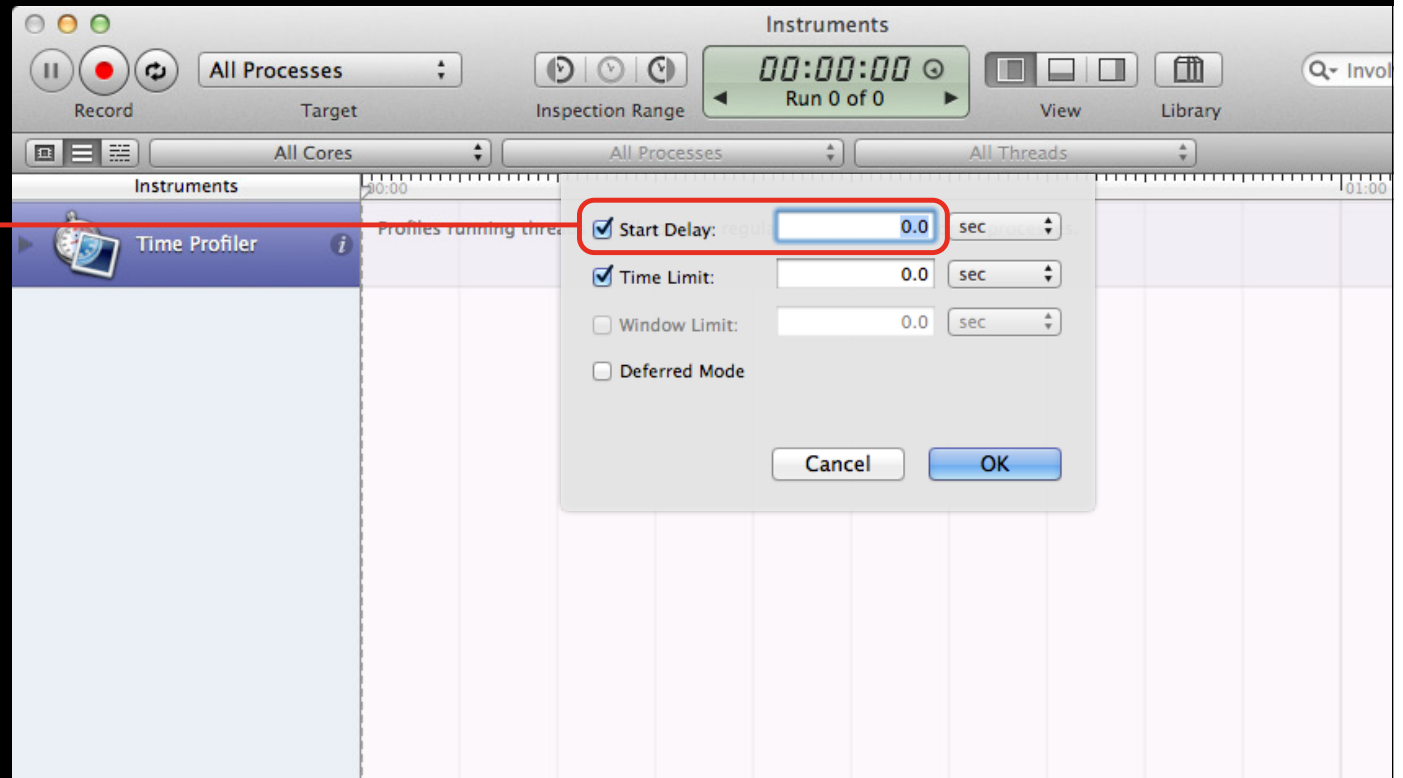 Instruments
All Processes
00:00:00
Run 0 of 0
Record
Target
Inspection Range
View
Library
Invol
All Cores
All Processes
All Threads
Instruments
00:00
01:00
Time Profiler
Profiles running
Start Delay:
0.0
sec
Time Limit:
0.0
sec
Window Limit:
0.0
sec
Deferred Mode
Cancel
OK